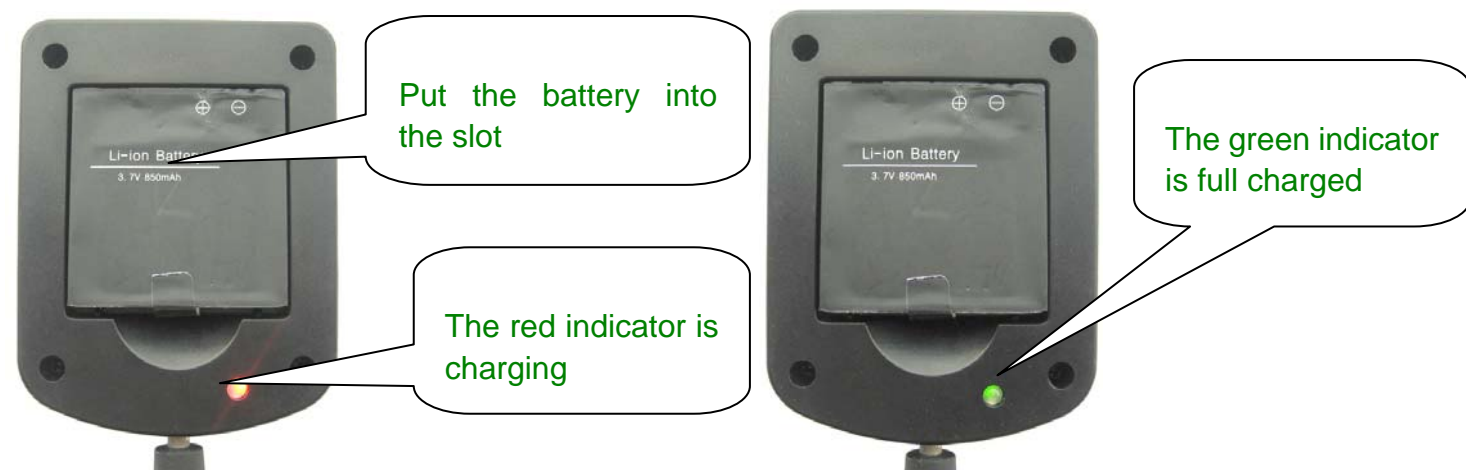 ⊕ ⊖
Li-ion Battery
3. 7V 850mAh
Put the battery into
the slot
The red indicator is
charging
⊕ ⊖
Li-ion Battery
3. 7V 850mAh
The green indicator
is full charged